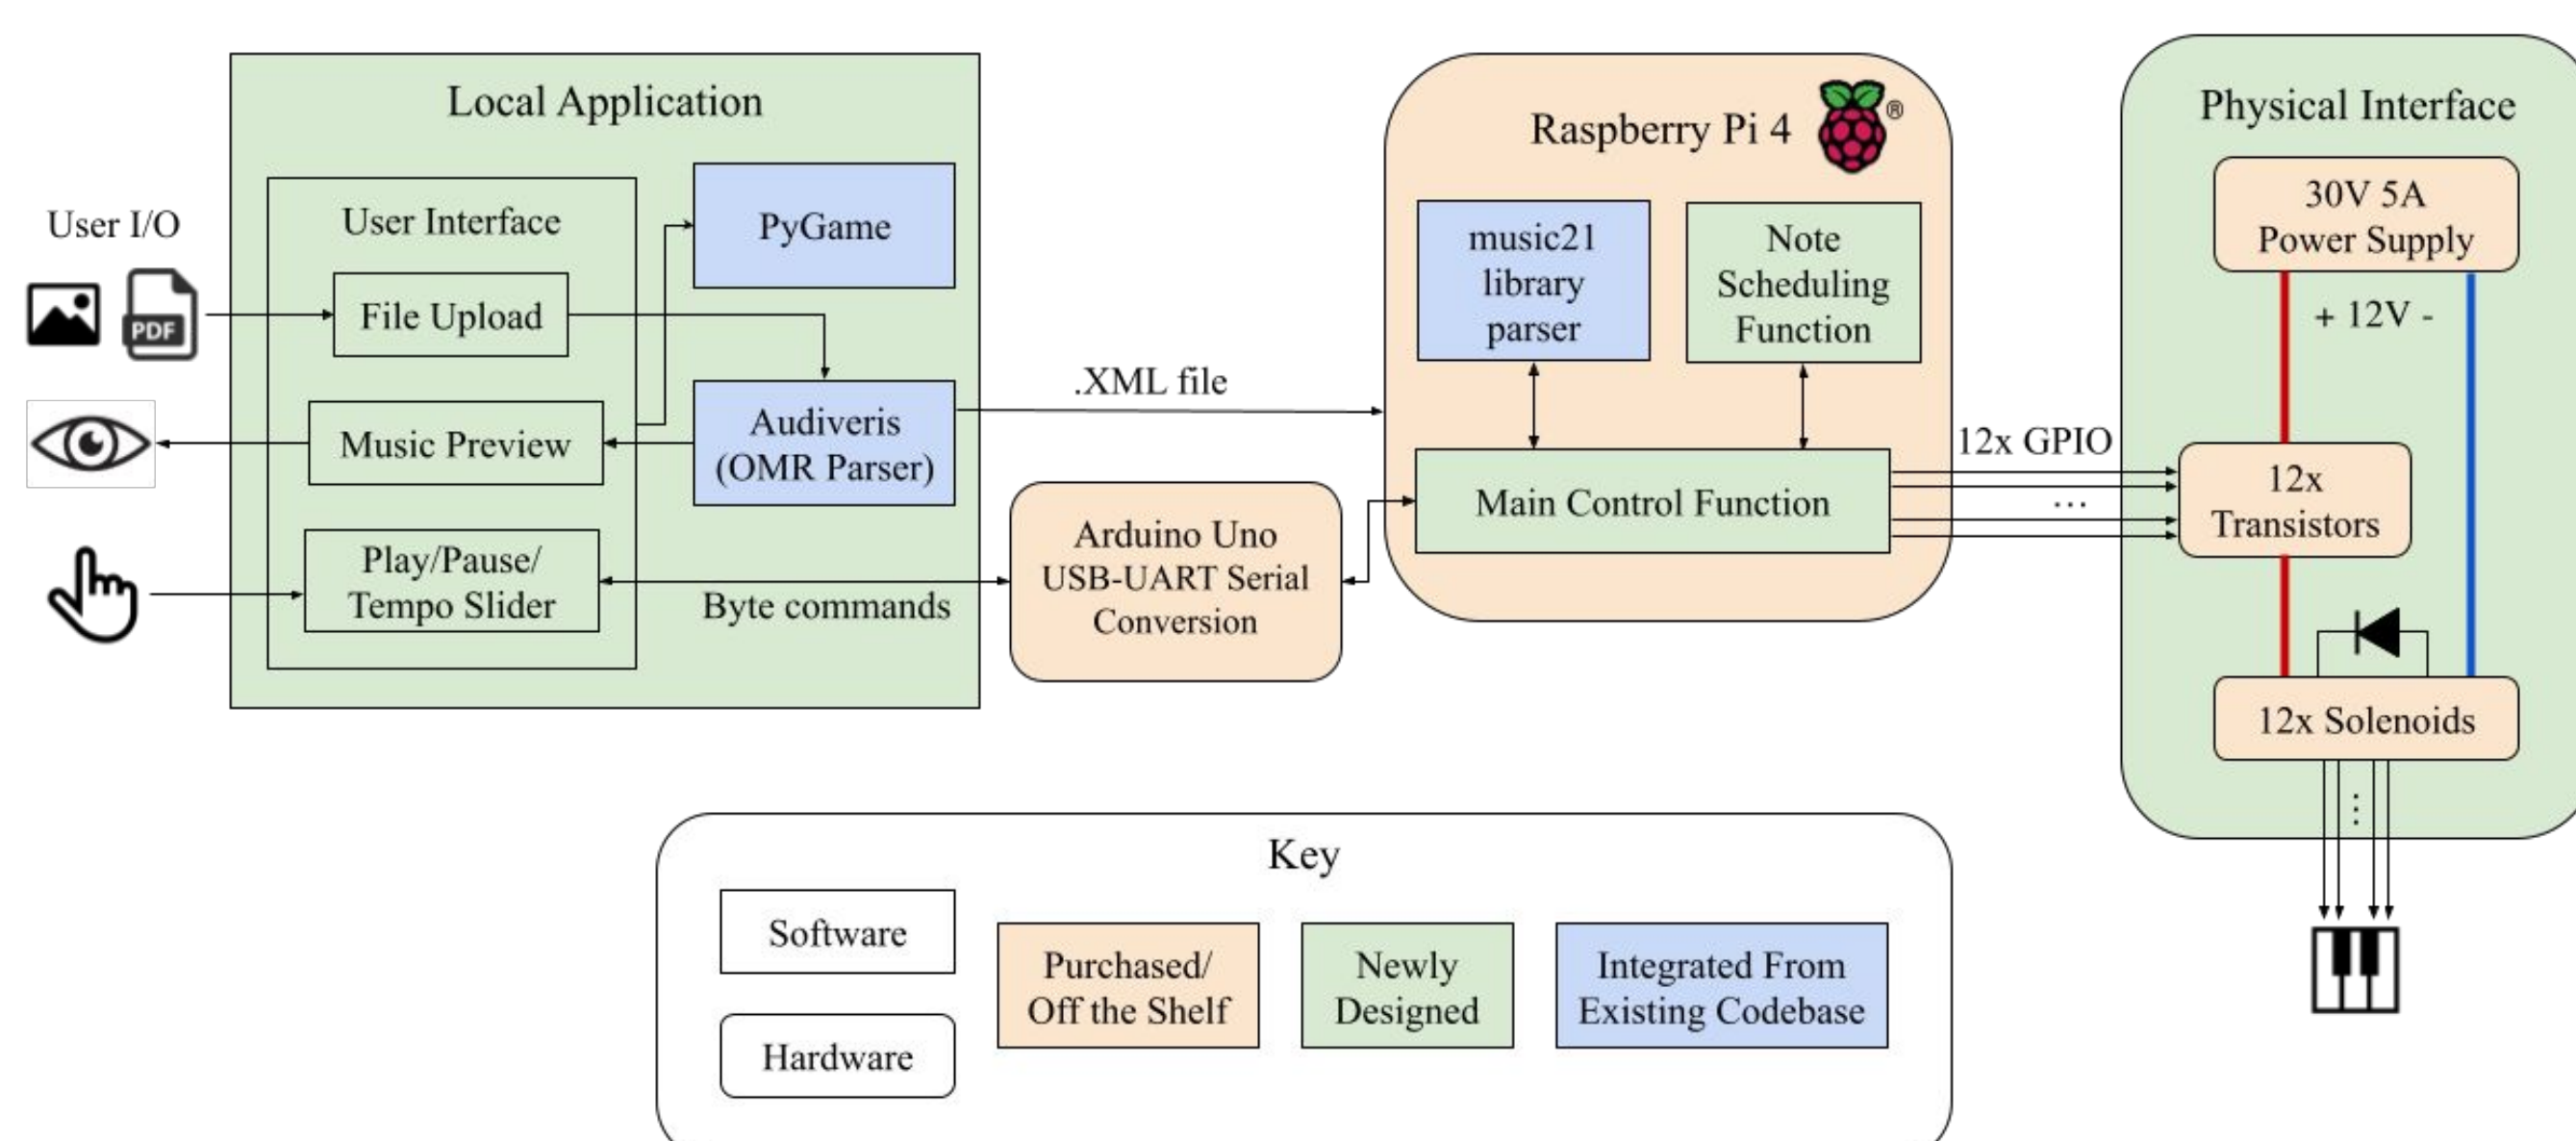 Local Application
User I/O
User Interface
File Upload
Music Preview
Play/Pause/
Tempo Slider
PDF
PyGame
Audiveris
(OMR Parser)
Byte commands
.XML file
Arduino Uno
USB-UART Serial
Conversion
Raspberry Pi 4
®
music21
library
parser
Note
Scheduling
Function
Main Control Function
12x GPIO
...
Physical Interface
30V 5A
Power Supply
+ 12V -
12x
Transistors
12x Solenoids
...
Key
Software
Hardware
Purchased/
Off the Shelf
Newly
Designed
Integrated From
Existing Codebase